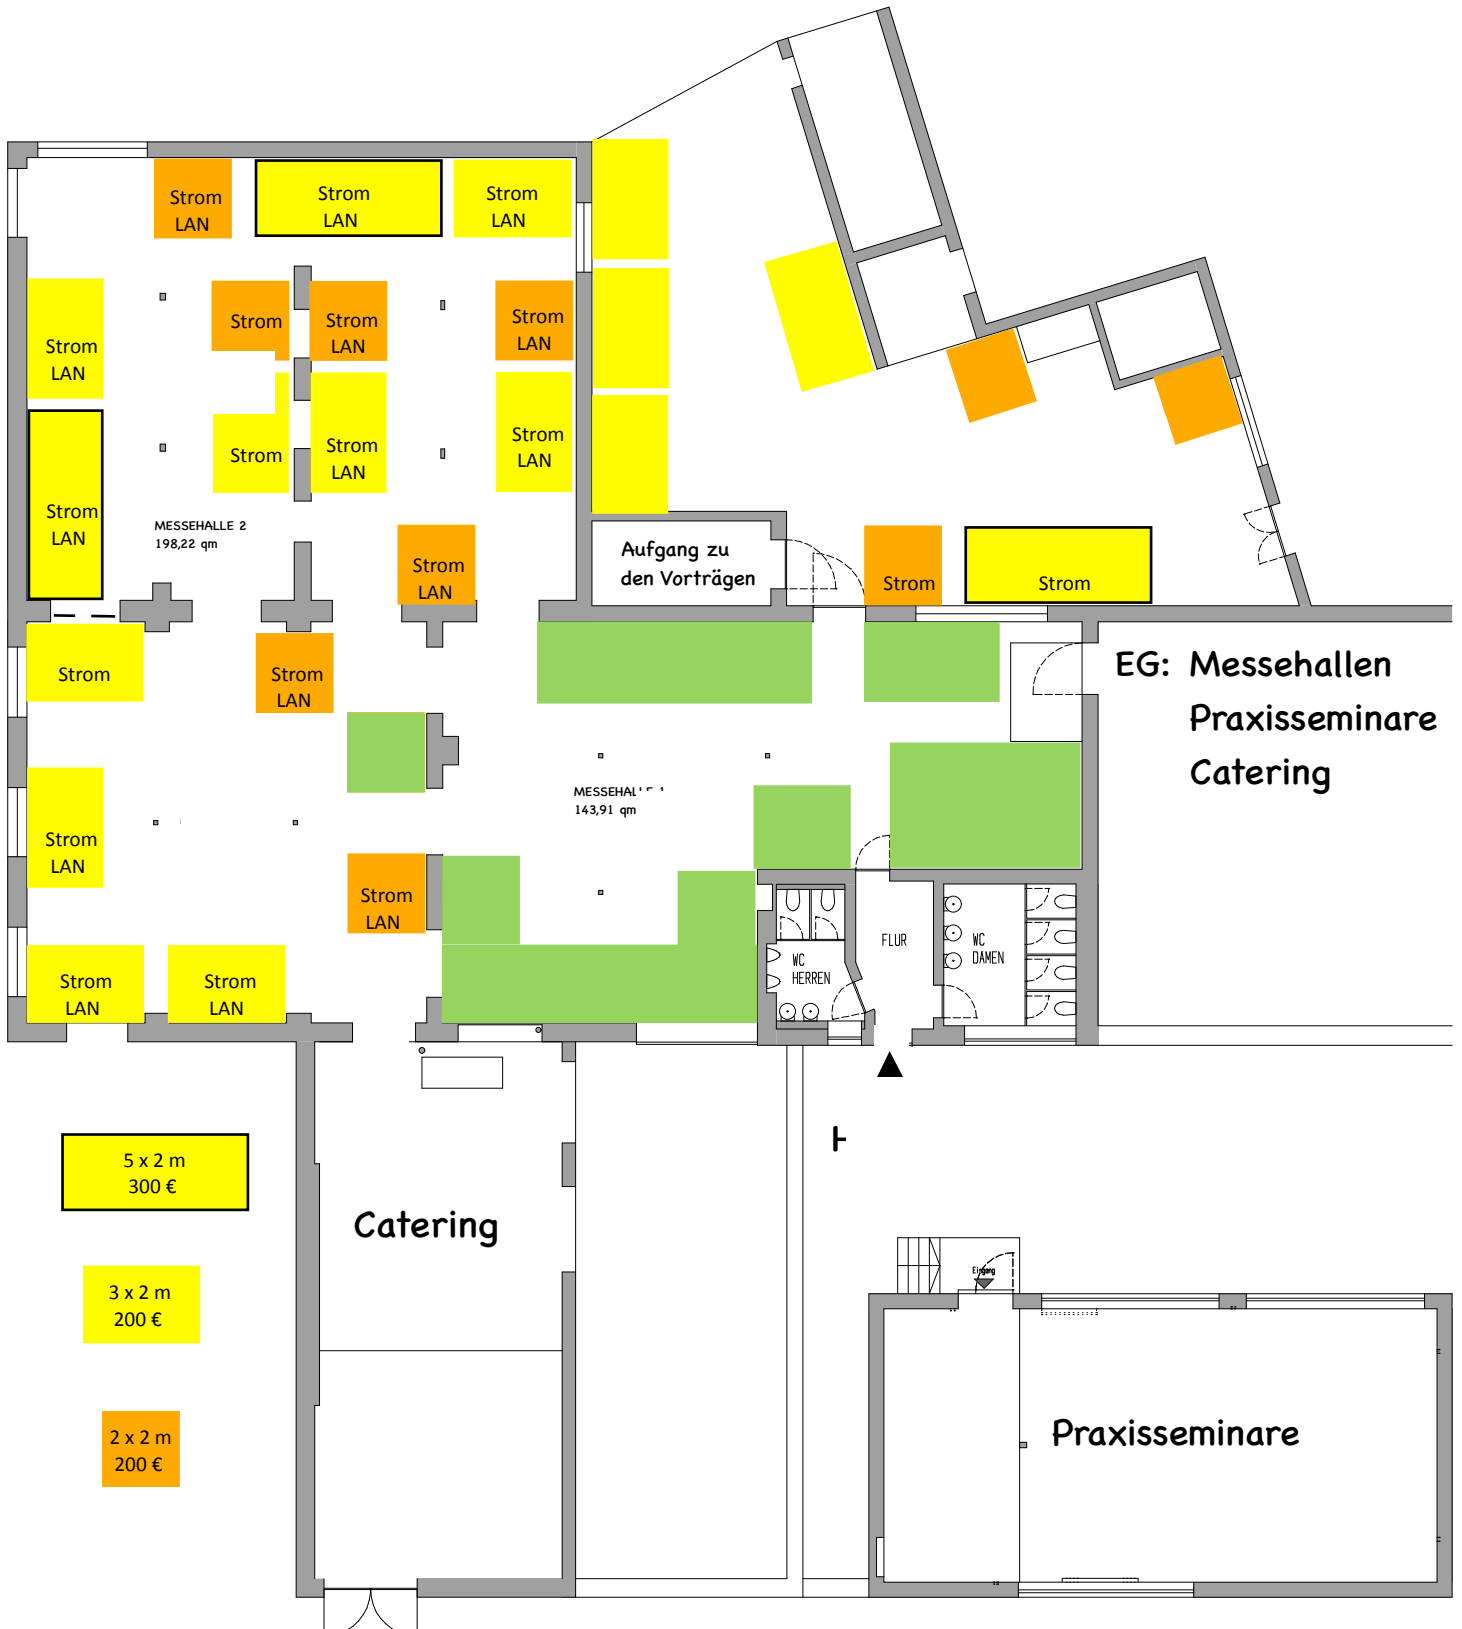 Strom
LAN
Strom
LAN
Strom
LAN
Strom
LAN
Strom
Strom
LAN
Strom
LAN
Strom
Strom
LAN
Strom
LAN
Strom
LAN
MESSEHALLE 2
198,22 qm
Strom
LAN
Aufgang zu
den Vorträgen
Strom
Strom
Strom
Strom
LAN
EG: Messehallen
Praxisseminare
Catering
MESSEHALLE 1
143,91 qm
Strom
LAN
Strom
LAN
Strom
LAN
Strom
LAN
WC
HERREN
FLUR
WC
DAMEN
5 x 2 m
300 €
3 x 2 m
200 €
2 x 2 m
200 €
Catering
Eingang
Praxisseminare